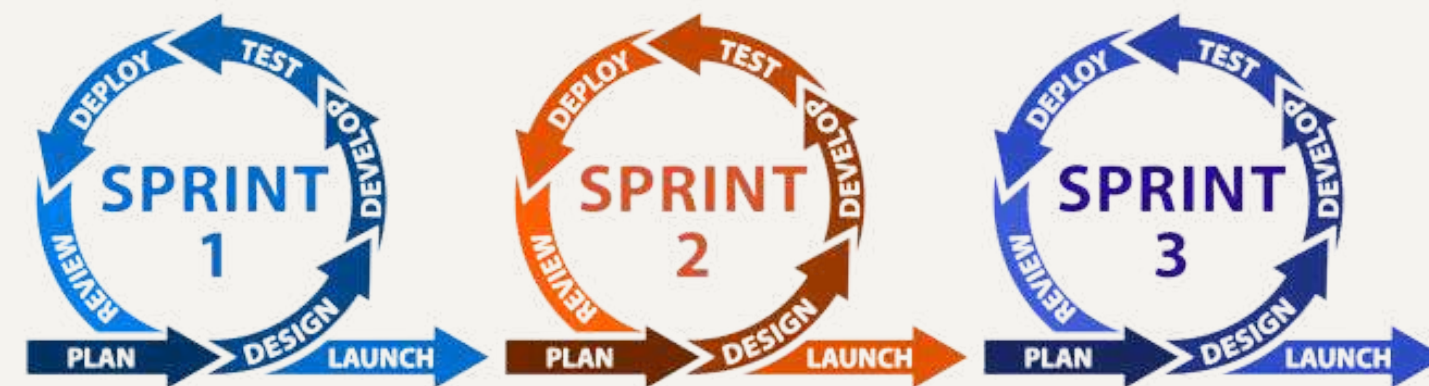 TEST
DEPLOY
DEVELOP
SPRINT
1
REVIEW
DESIGN
PLAN
LAUNCH
TEST
DEPLOY
DEVELOP
SPRINT
2
REVIEW
DESIGN
PLAN
LAUNCH
TEST
DEPLOY
DEVELOP
SPRINT
3
REVIEW
DESIGN
PLAN
LAUNCH